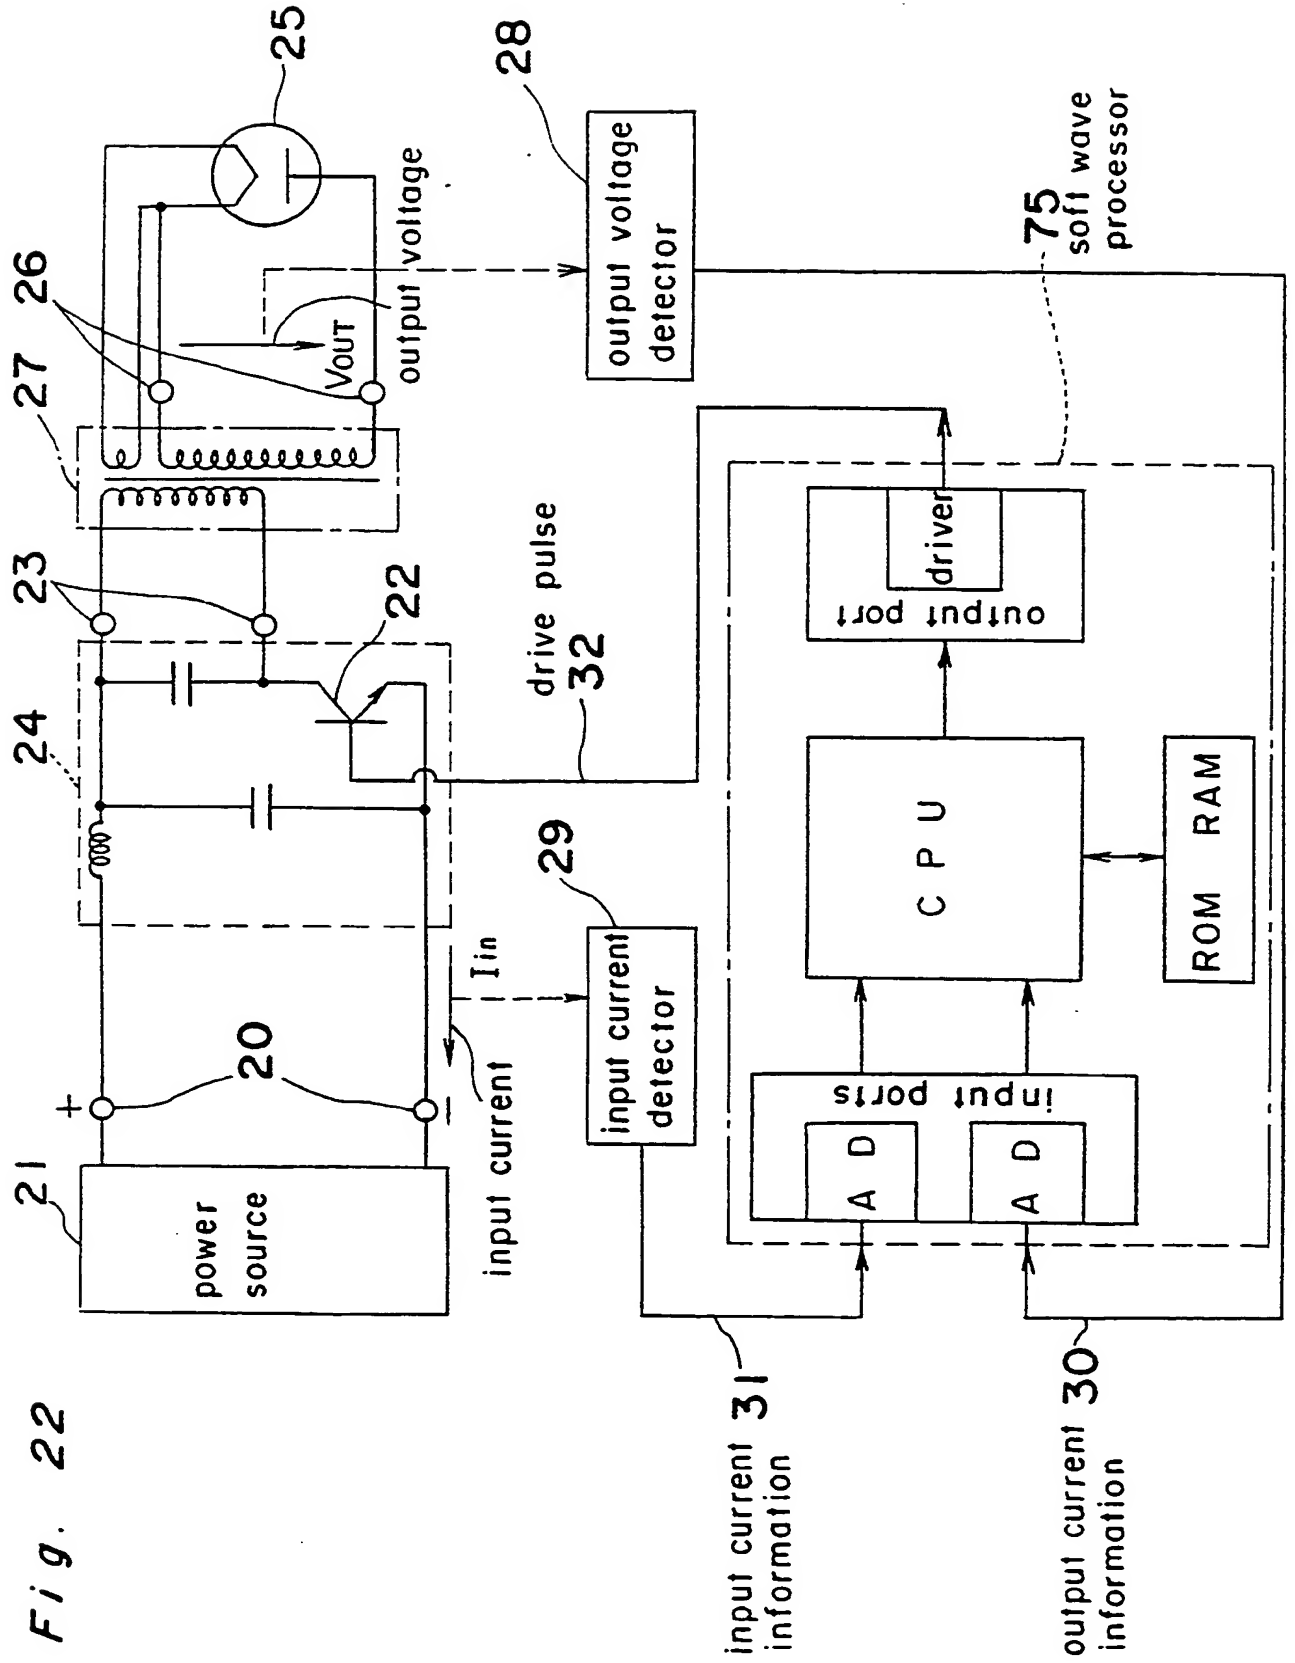 Fig. 22
21
power
source
+
-
20
input current
Iin
24
22
23
27
26
VOUT
output voltage
25
28
output voltage
detector
29
input current
detector
drive pulse
32
75
soft wave
processor
input ports
A D
A D
C P U
ROM RAM
output port
driver
31
input current
information
30
output current
information